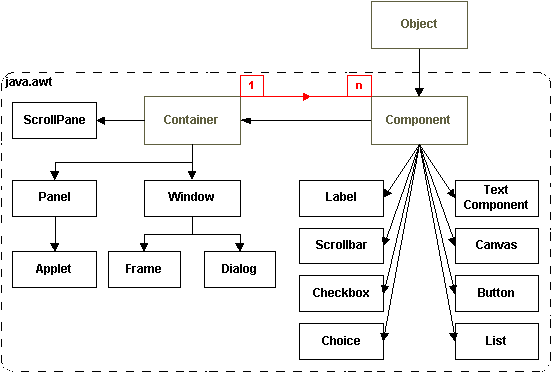 Object
java.awt
1
n
ScrollPane
Container
Component
Panel
Window
Label
Text
Component
Scrollbar
Canvas
Applet
Frame
Dialog
Checkbox
Button
Choice
List